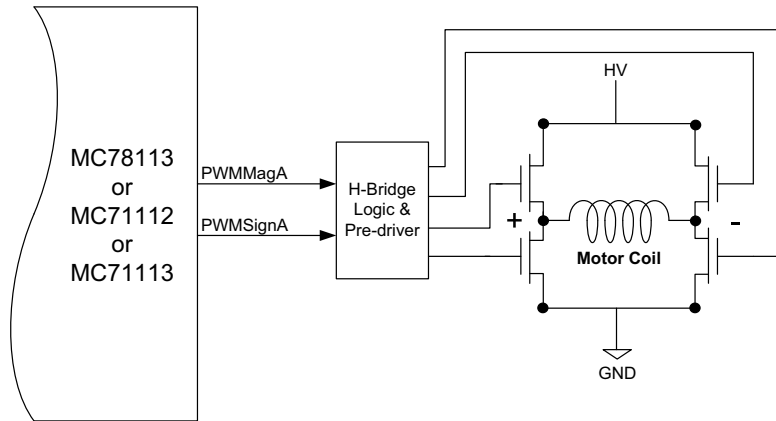 MC78113
or
MC71112
or
MC71113
PWMMagA
PWMSignA
H-Bridge
Logic &
Pre-driver
HV
+
-
Motor Coil
GND